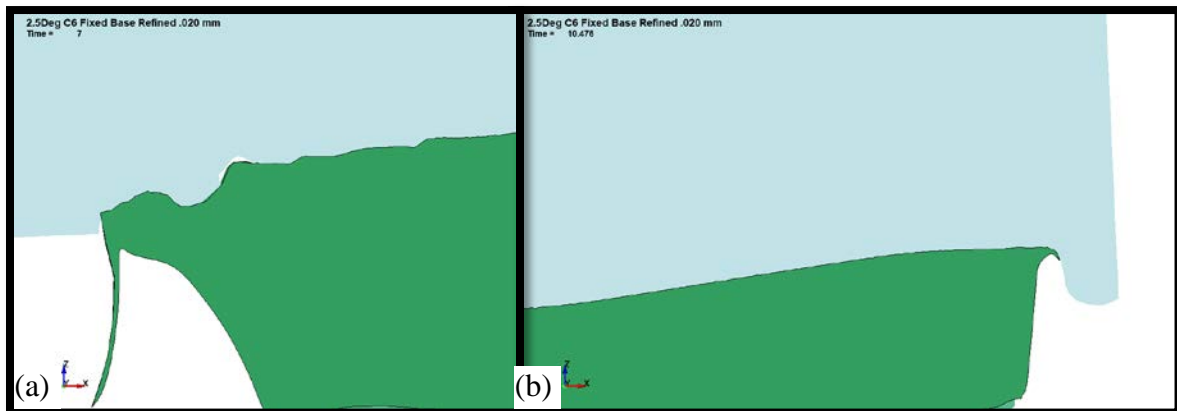 2.5Deg C6 Fixed Base Refined .020 mm
Time = 7
Z
Y X
(a)
2.5Deg C6 Fixed Base Refined .020 mm
Time = 10.476
Z
Y X
(b)